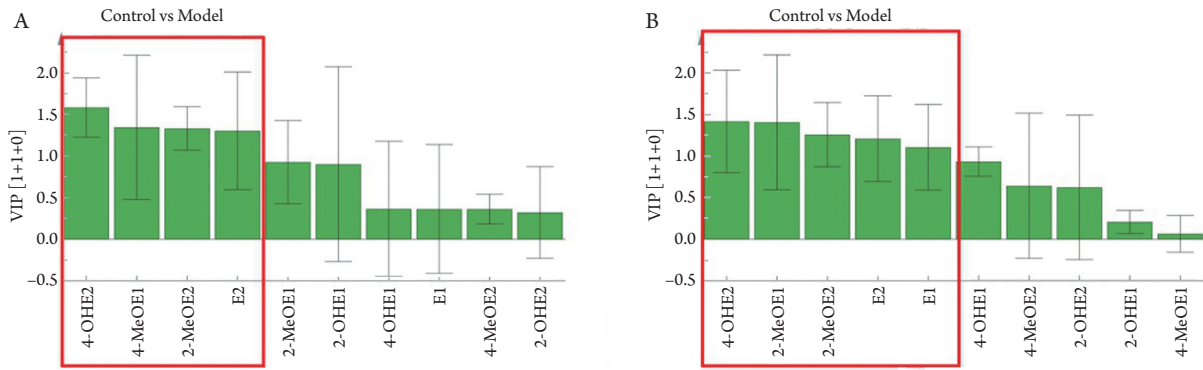 A
Control vs Model
VIP [1+1+0]
2.0
1.5
1.0
0.5
0.0
−0.5
4-OHE2
4-MeOE1
2-MeOE2
E2
2-MeOE1
2-OHE1
4-OHE1
E1
4-MeOE2
2-OHE2
B
Control vs Model
VIP [1+1+0]
2.0
1.5
1.0
0.5
0.0
−0.5
4-OHE2
2-MeOE1
2-MeOE2
E2
E1
4-OHE1
4-MeOE2
2-OHE2
2-OHE1
4-MeOE1